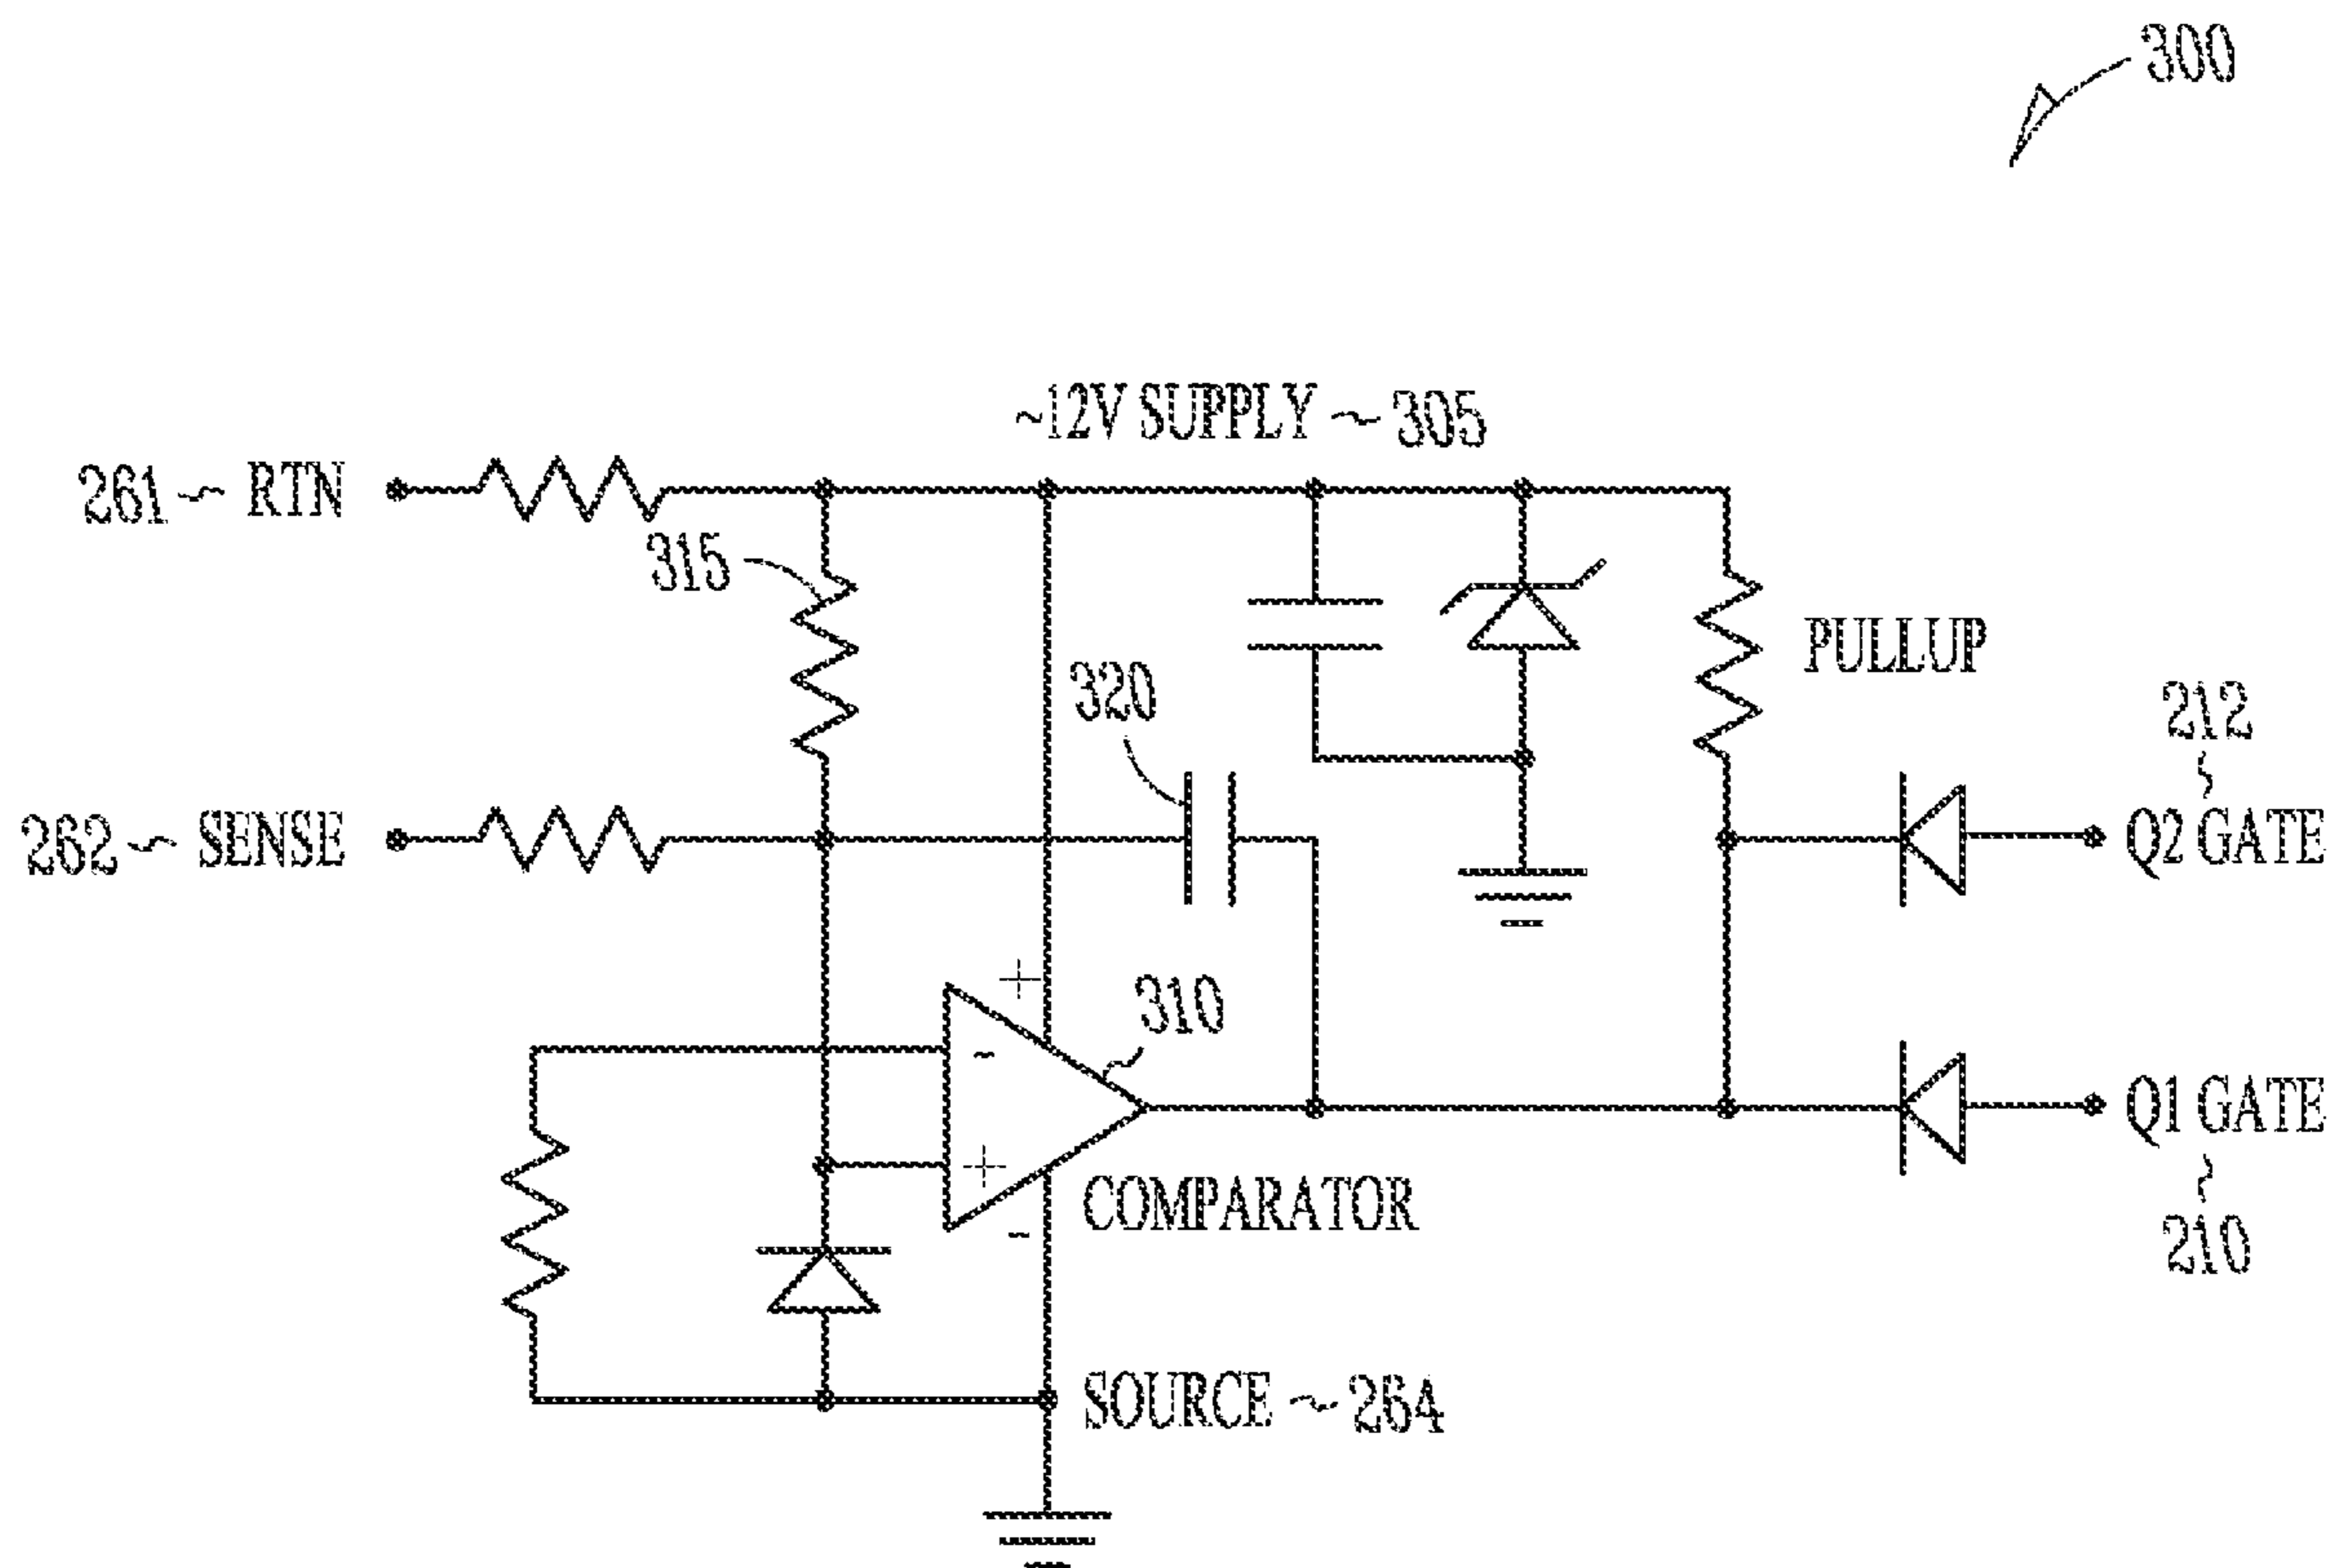 300
~12V SUPPLY ~ 305
261 ~ RTN
315
PULLUP
320
212
262 ~ SENSE
Q2 GATE
+
310
-
Q1 GATE
+
COMPARATOR
-
210
SOURCE ~ 264